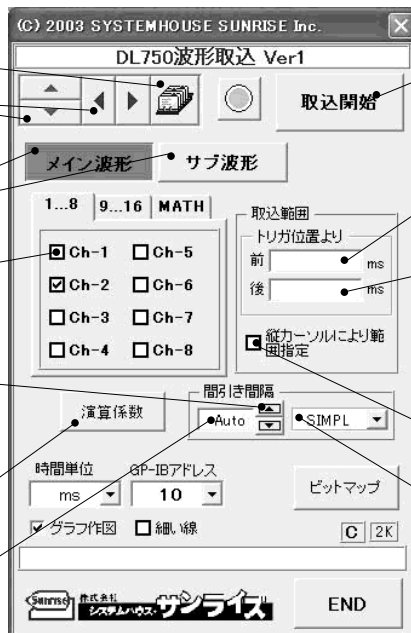 (C) 2003 SYSTEMHOUSE SUNRISE Inc.
DL750波形取込 Ver1
取込開始
メイン波形
サブ波形
1...8
9...16
MATH
Ch-1
Ch-5
Ch-2
Ch-6
Ch-3
Ch-7
Ch-4
Ch-8
取込範囲
トリガ位置より
前
ms
後
ms
縦カーソルにより範
囲指定
演算係数
間引き間隔
Auto
SIMPL
時間単位
GP-IBアドレス
ms
10
ビットマップ
グラフ作図
細い線
C
2K
Sunrise
株式会社
システムハウス・サンライズ
END